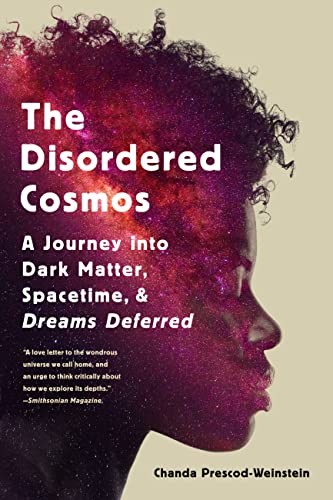 The
Disordered
Cosmos
A Journey into
Dark Matter,
Spacetime, &
Dreams Deferred
"A love letter to the wondrous
universe we call home, and
an urge to think critically about
how we explore its depths."
—Smithsonian Magazine
Chanda Prescod-Weinstein